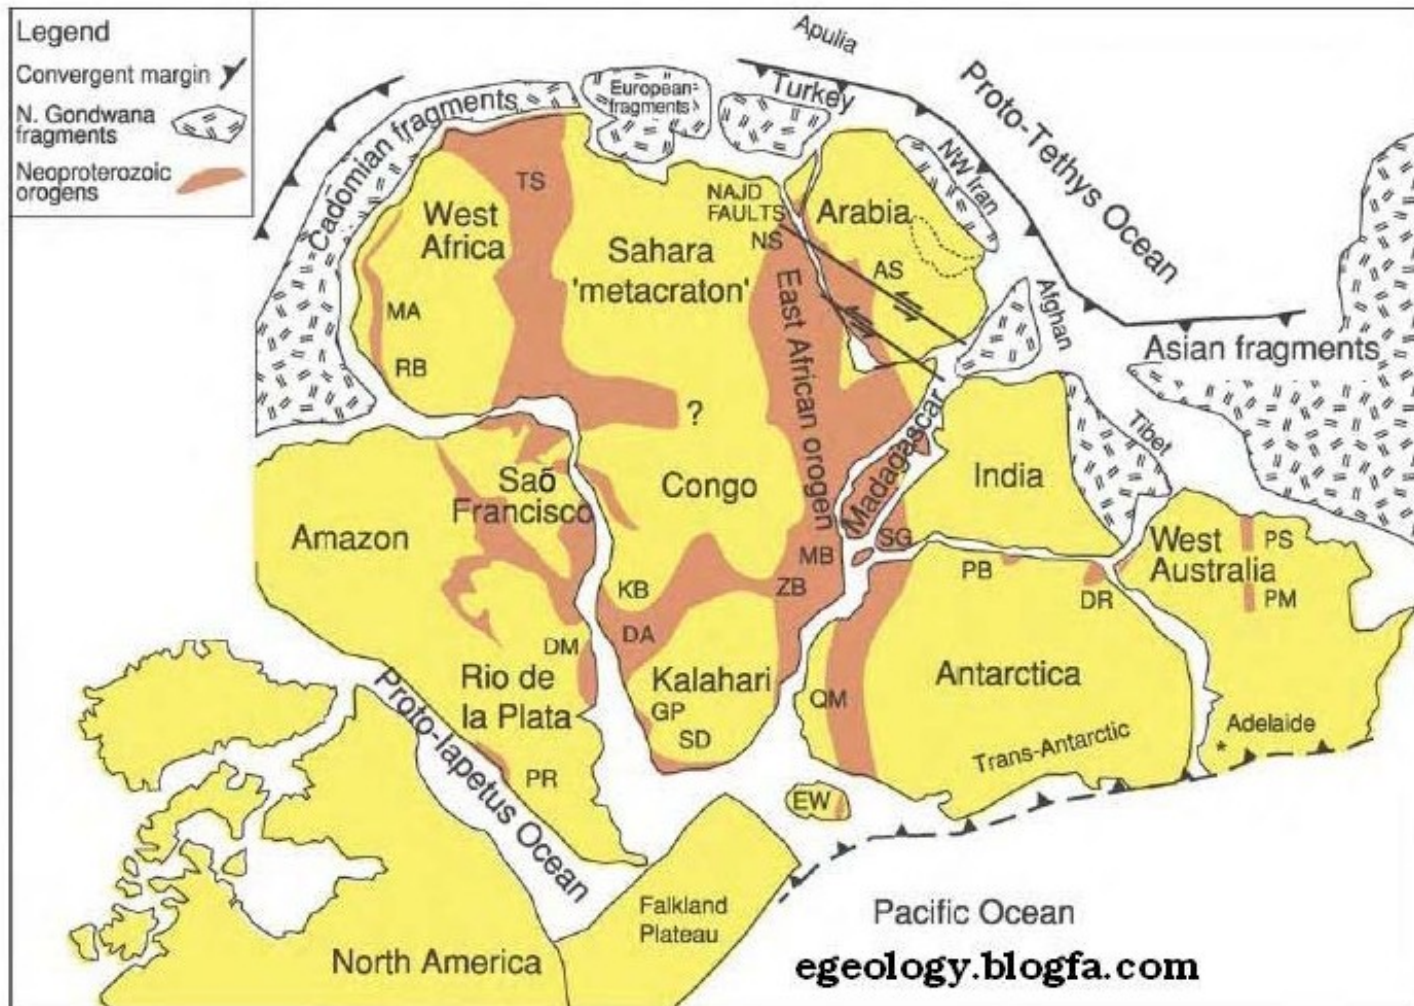 Legend
Convergent margin
N. Gondwana
fragments
Neoproterozoic
orogens
Apulia
Proto-Tethys Ocean
Cadomian fragments
European
fragments
Turkey
NW Iran
TS
West
Africa
NAJD
FAULTS
NS
Arabia
Sahara
'metacraton'
AS
East African orogen
MA
RB
Afghan
Asian fragments
?
Madagascar
Tibet
Saō
Francisco
Congo
India
Amazon
SG
MB
West
Australia
PS
KB
ZB
PB
DR
PM
DM
DA
Rio de
la Plata
Kalahari
GP
SD
QM
Antarctica
Trans-Antarctic
Adelaide
*
Proto-Iapetus Ocean
PR
EW
Falkland
Plateau
Pacific Ocean
North America
egeology.blogfa.com